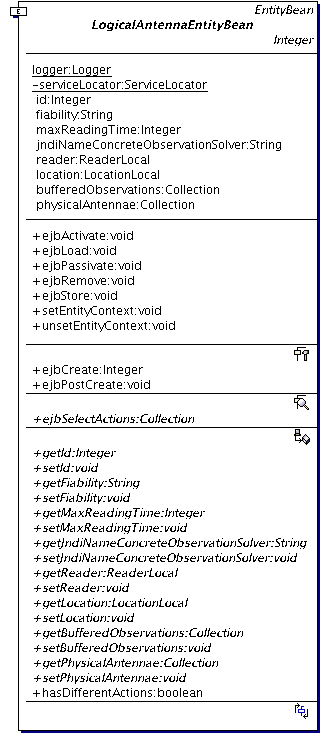 E
EntityBean
LogicalAntennaEntityBean
Integer
logger:Logger
-serviceLocator:ServiceLocator
id:Integer
fiability:String
maxReadingTime:Integer
jndiNameConcreteObservationSolver:String
reader:ReaderLocal
location:LocationLocal
bufferedObservations:Collection
physicalAntennae:Collection
+ejbActivate:void
+ejbLoad:void
+ejbPassivate:void
+ejbRemove:void
+ejbStore:void
+setEntityContext:void
+unsetEntityContext:void
+ejbCreate:Integer
+ejbPostCreate:void
+ejbSelectActions:Collection
+getId:Integer
+setId:void
+getFiability:String
+setFiability:void
+getMaxReadingTime:Integer
+setMaxReadingTime:void
+getJndiNameConcreteObservationSolver:String
+setJndiNameConcreteObservationSolver:void
+getReader:ReaderLocal
+setReader:void
+getLocation:LocationLocal
+setLocation:void
+getBufferedObservations:Collection
+setBufferedObservations:void
+getPhysicalAntennae:Collection
+setPhysicalAntennae:void
+hasDifferentActions:boolean